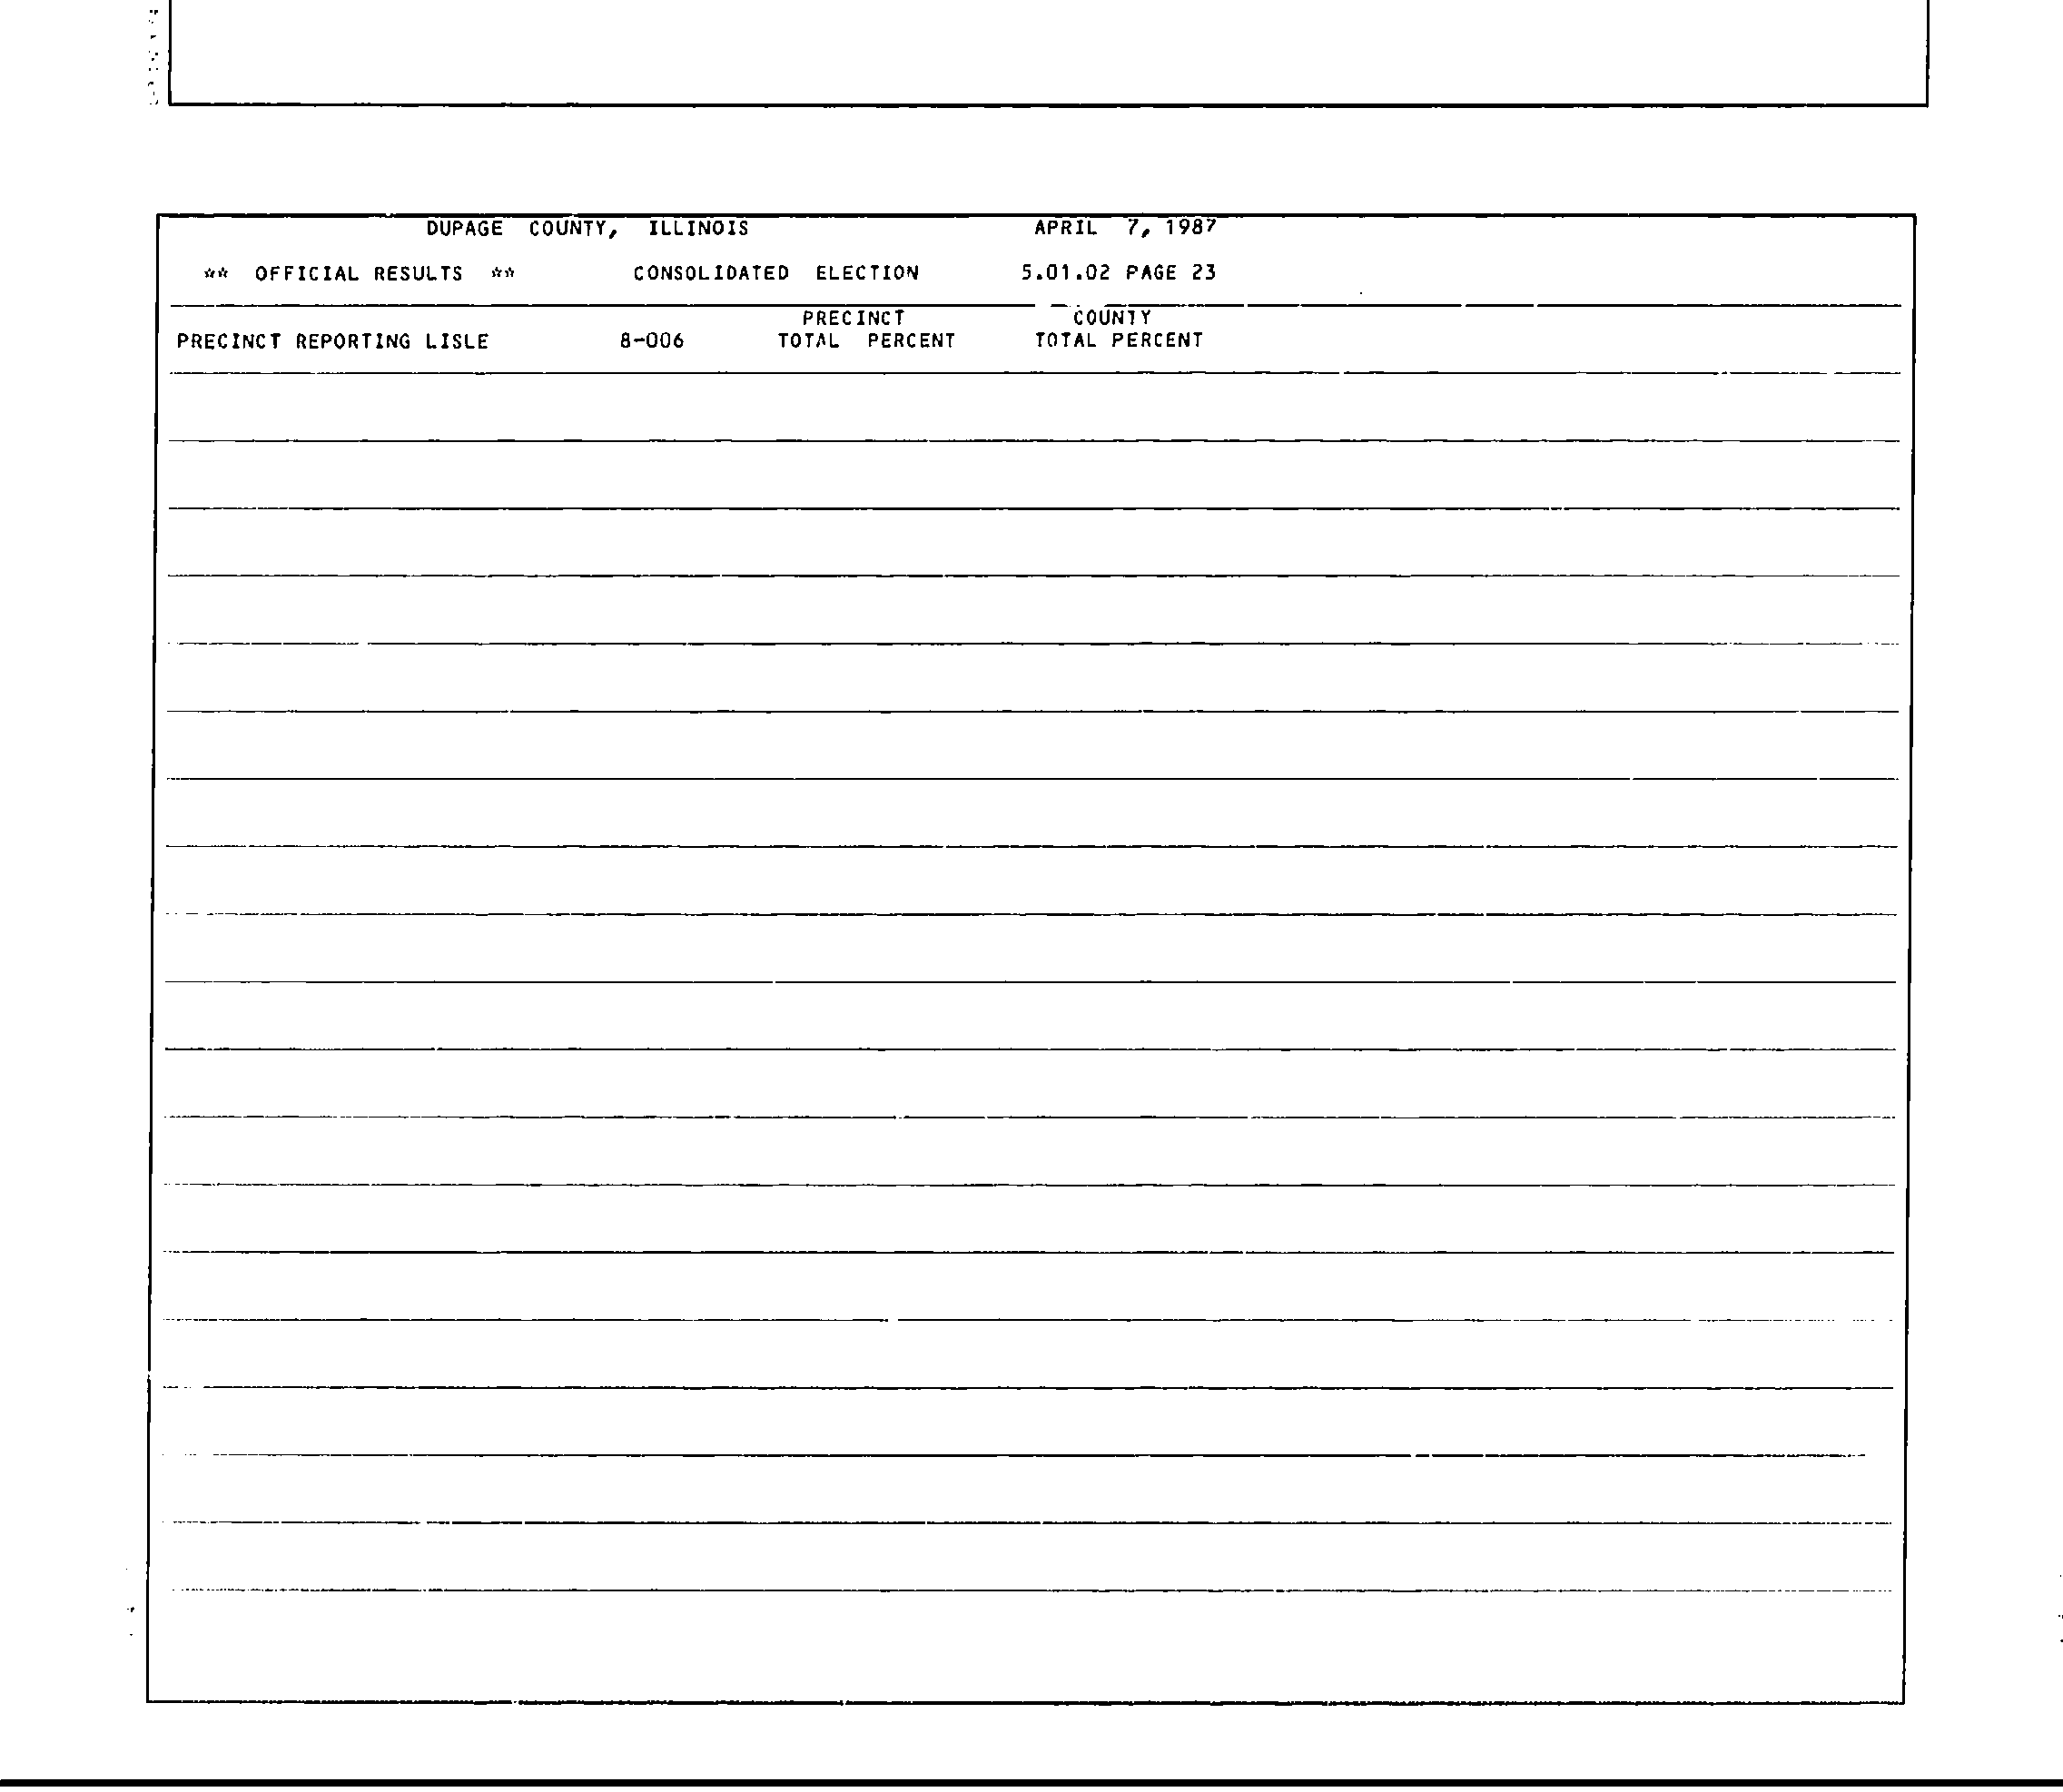 DUPAGE COUNTY, ILLINOIS APRIL 7, 1987
** OFFICIAL RESULTS ** CONSOLIDATED ELECTION 5.01.02 PAGE 23
PRECINCT COUNTY
PRECINCT REPORTING LISLE 8-006 TOTAL PERCENT TOTAL PERCENT